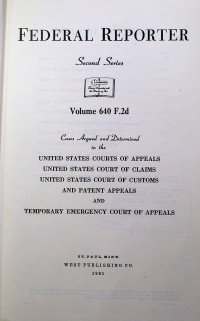 FEDERAL REPORTER
Second Series
Volume 640 F.2d
Cases Argued and Determined
in the
UNITED STATES COURTS OF APPEALS
UNITED STATES COURT OF CLAIMS
UNITED STATES COURT OF CUSTOMS
AND PATENT APPEALS
AND
TEMPORARY EMERGENCY COURT OF APPEALS
ST. PAUL, MINN.
WEST PUBLISHING CO.
1981